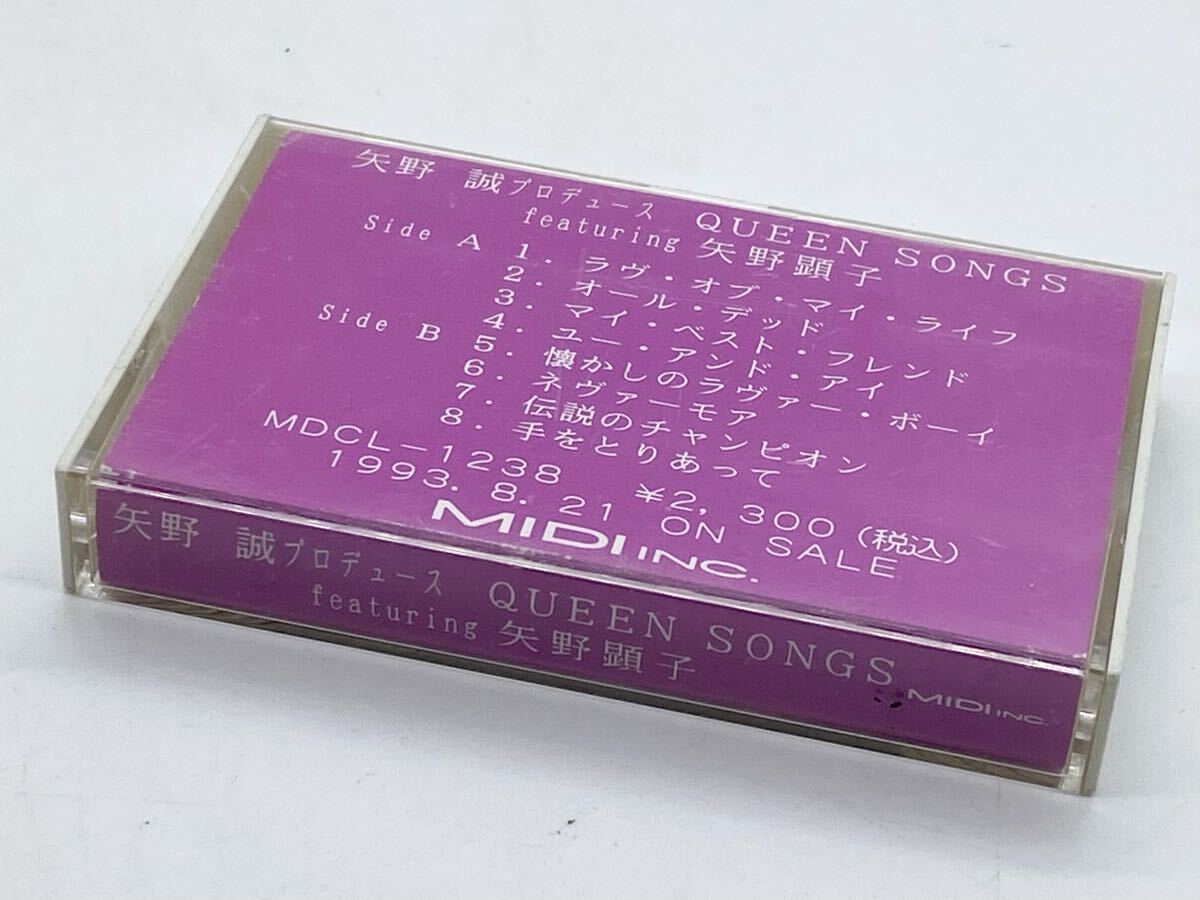 矢野 誠プロデュース QUEEN SONGS
featuring 矢野顕子
Side A 1. ラヴ・オブ・マイ・ライフ
2. オール・デッド
3. マイ・ベスト・フレンド
4. ユー・アンド・アイ
Side B 5. 懐かしのラヴァー・ボーイ
6. ネヴァーモア
7. 伝説のチャンピオン
8. 手をとりあって
MDCL-1238 ¥2,300(税込)
1993.8.21 ON SALE
MIDI INC.
矢野 誠プロデュース QUEEN SONGS
featuring 矢野顕子
MIDI INC.